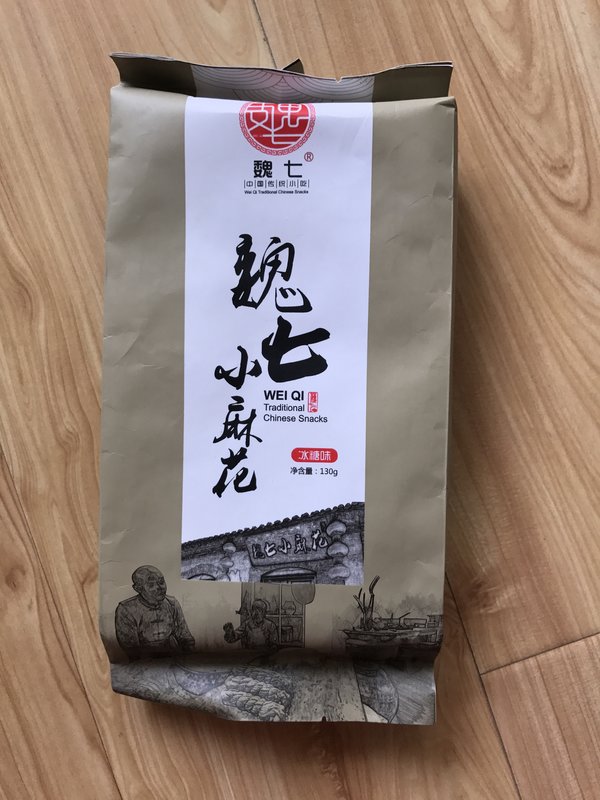 魏七
魏七®
中国传统小吃
Wei Qi Traditional Chinese Snacks
魏七
小麻花
WEI QI
Traditional
Chinese Snacks
冰糖味
净含量：130g
魏七小麻花